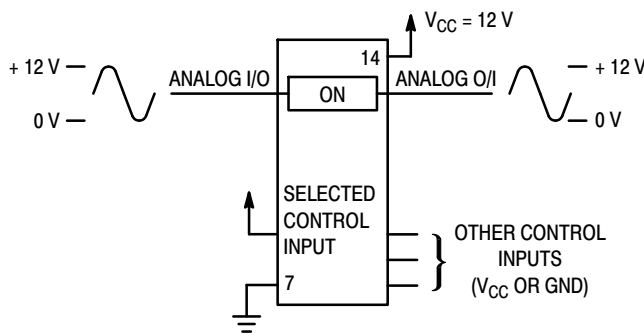 V_CC = 12 V
14
+ 12 V
ANALOG I/O
ON
ANALOG O/I
+ 12 V
0 V
0 V
SELECTED
CONTROL
INPUT
OTHER CONTROL
INPUTS
(V_CC OR GND)
7